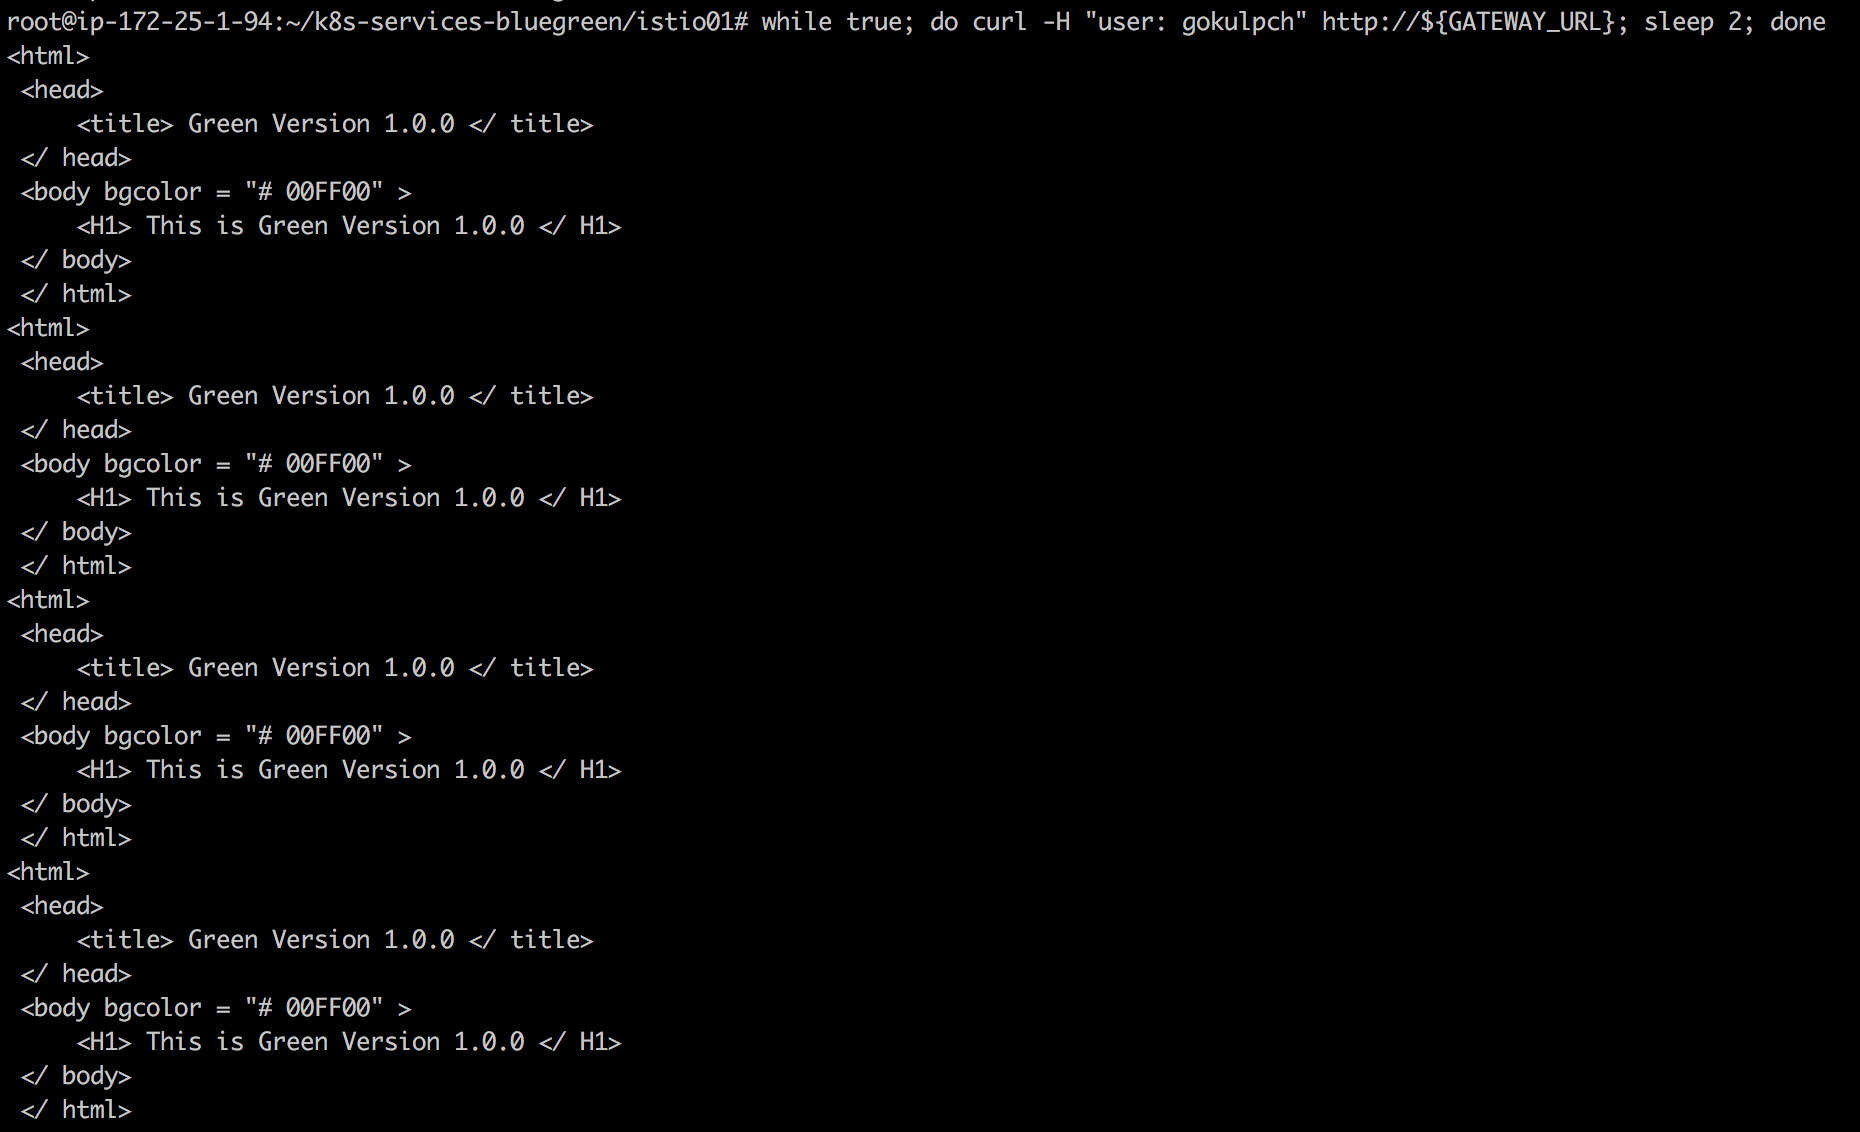 root@ip-172-25-1-94:~/k8s-services-bluegreen/istio01# while true; do curl -H "user: gokulpch" http://${GATEWAY_URL}; sleep 2; done
<html>
 <head>
     <title> Green Version 1.0.0 </ title>
 </ head>
 <body bgcolor = "# 00FF00" >
     <H1> This is Green Version 1.0.0 </ H1>
 </ body>
 </ html>
<html>
 <head>
     <title> Green Version 1.0.0 </ title>
 </ head>
 <body bgcolor = "# 00FF00" >
     <H1> This is Green Version 1.0.0 </ H1>
 </ body>
 </ html>
<html>
 <head>
     <title> Green Version 1.0.0 </ title>
 </ head>
 <body bgcolor = "# 00FF00" >
     <H1> This is Green Version 1.0.0 </ H1>
 </ body>
 </ html>
<html>
 <head>
     <title> Green Version 1.0.0 </ title>
 </ head>
 <body bgcolor = "# 00FF00" >
     <H1> This is Green Version 1.0.0 </ H1>
 </ body>
 </ html>